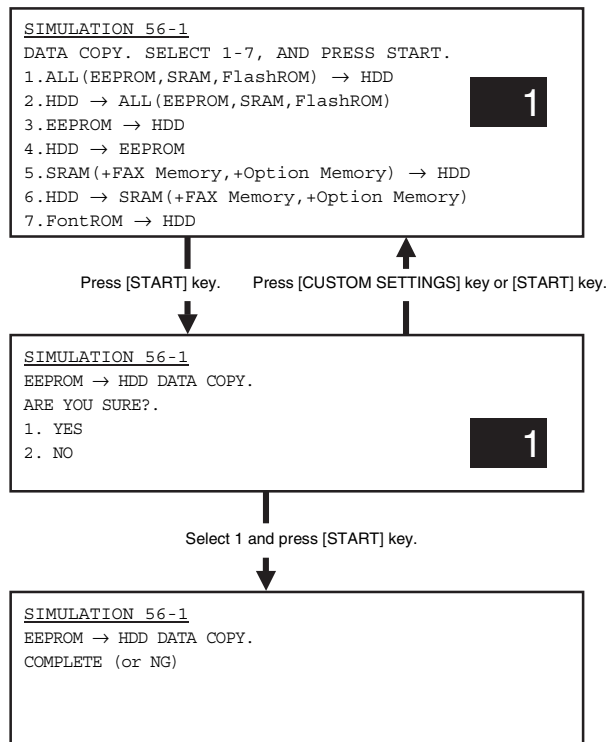 SIMULATION 56-1
DATA COPY. SELECT 1-7, AND PRESS START.
1.ALL(EEPROM,SRAM,FlashROM) → HDD
2.HDD → ALL(EEPROM,SRAM,FlashROM)
1
3.EEPROM → HDD
4.HDD → EEPROM
5.SRAM(+FAX Memory,+Option Memory) → HDD
6.HDD → SRAM(+FAX Memory,+Option Memory)
7.FontROM → HDD
Press [START] key.
Press [CUSTOM SETTINGS] key or [START] key.
SIMULATION 56-1
EEPROM → HDD DATA COPY.
ARE YOU SURE?.
1. YES
2. NO
1
Select 1 and press [START] key.
SIMULATION 56-1
EEPROM → HDD DATA COPY.
COMPLETE (or NG)